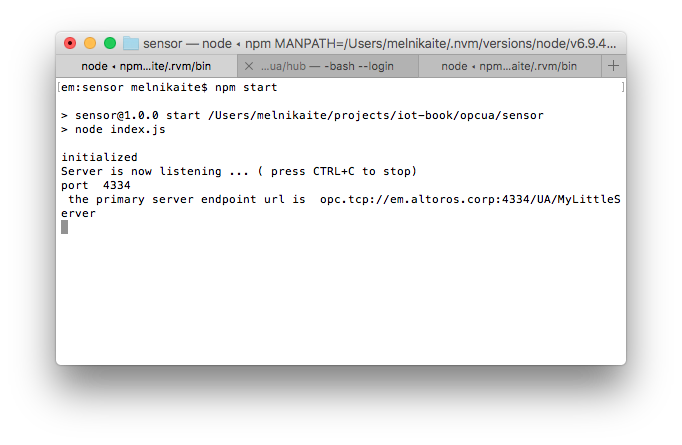 sensor — node ◂ npm MANPATH=/Users/melnikaite/.nvm/versions/node/v6.9.4...
node ◂ npm...ite/.rvm/bin
...ua/hub — -bash --login
node ◂ npm...aite/.rvm/bin
[em:sensor melnikaite$ npm start ]
> sensor@1.0.0 start /Users/melnikaite/projects/iot-book/opcua/sensor
> node index.js
initialized
Server is now listening ... ( press CTRL+C to stop)
port  4334
 the primary server endpoint url is  opc.tcp://em.altoros.corp:4334/UA/MyLittleS
erver